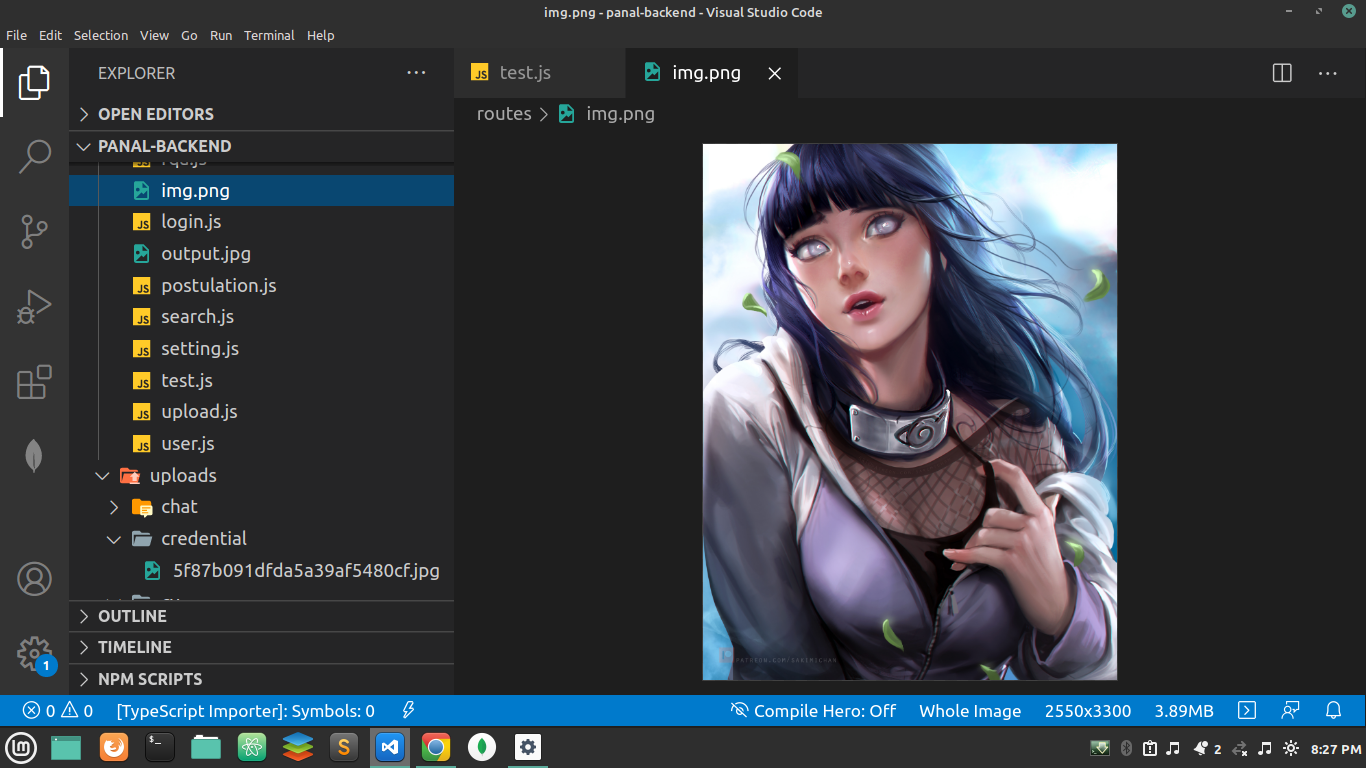 img.png - panal-backend - Visual Studio Code
File Edit Selection View Go Run Terminal Help
EXPLORER
test.js
img.png
OPEN EDITORS
routes > img.png
PANAL-BACKEND
img.png
login.js
output.jpg
postulation.js
search.js
setting.js
test.js
upload.js
user.js
uploads
chat
credential
5f87b091dfda5a39af5480cf.jpg
OUTLINE
TIMELINE
NPM SCRIPTS
PATREON.COM/SAKIMICHAN
1
0 0 [TypeScript Importer]: Symbols: 0 Compile Hero: Off Whole Image 2550x3300 3.89MB
2 8:27 PM